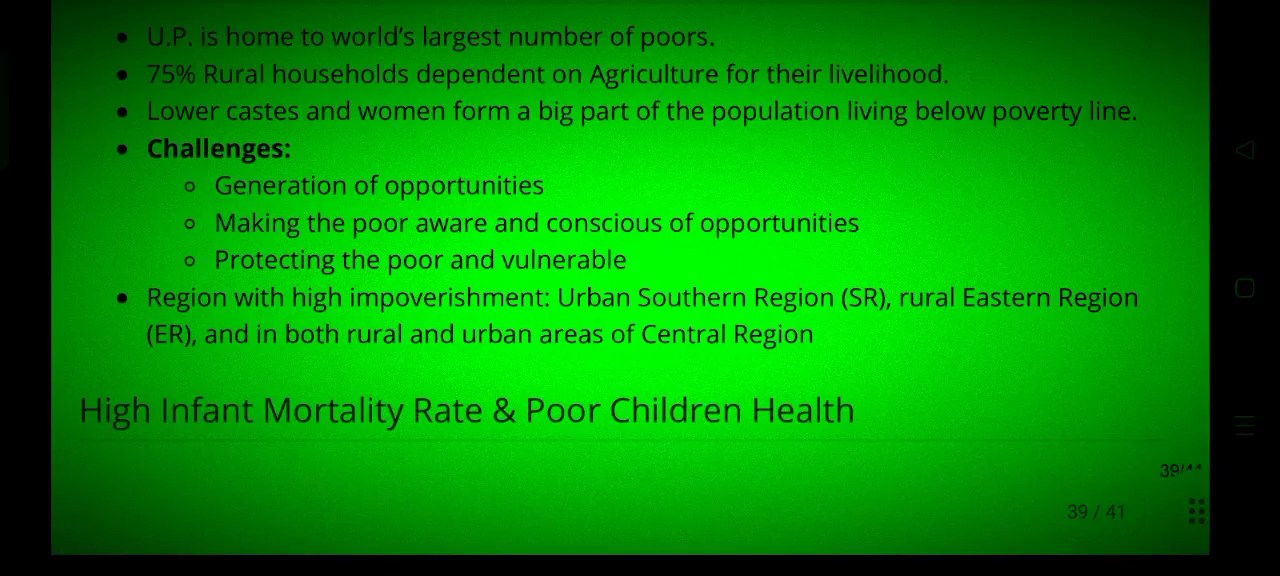 • U.P. is home to world’s largest number of poors.
• 75% Rural households dependent on Agriculture for their livelihood.
• Lower castes and women form a big part of the population living below poverty line.
• Challenges:
○ Generation of opportunities
○ Making the poor aware and conscious of opportunities
○ Protecting the poor and vulnerable
• Region with high impoverishment: Urban Southern Region (SR), rural Eastern Region
(ER), and in both rural and urban areas of Central Region
High Infant Mortality Rate & Poor Children Health
39/41
39 / 41